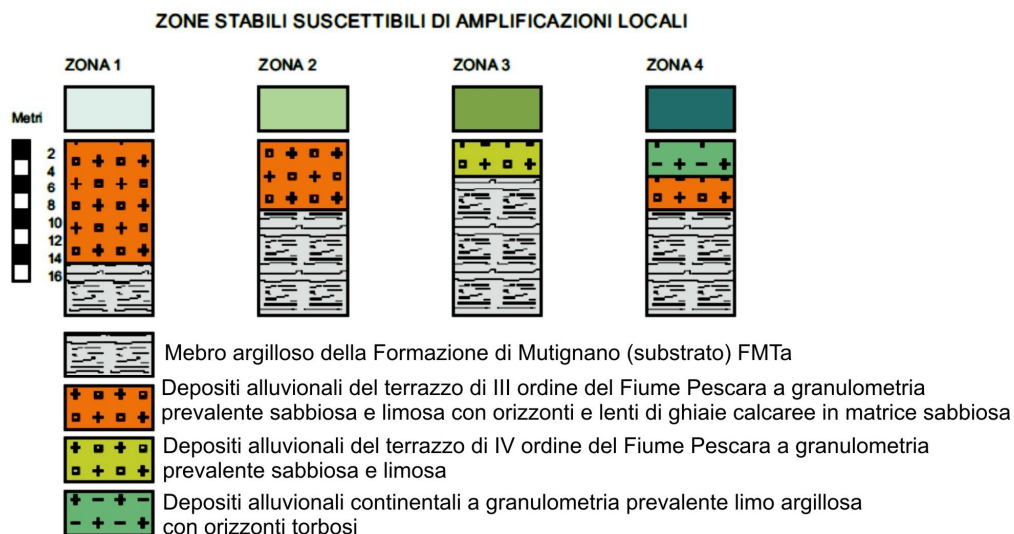 ZONE STABILI SUSCETTIBILI DI AMPLIFICAZIONI LOCALI
ZONA 1 ZONA 2 ZONA 3 ZONA 4
Metri
2
4
6
8
10
12
14
16
Mebro argilloso della Formazione di Mutignano (substrato) FMTa
Depositi alluvionali del terrazzo di III ordine del Fiume Pescara a granulometria
prevalente sabbiosa e limosa con orizzonti e lenti di ghiaie calcaree in matrice sabbiosa
Depositi alluvionali del terrazzo di IV ordine del Fiume Pescara a granulometria
prevalente sabbiosa e limosa
Depositi alluvionali continentali a granulometria prevalente limo argillosa
con orizzonti torbosi